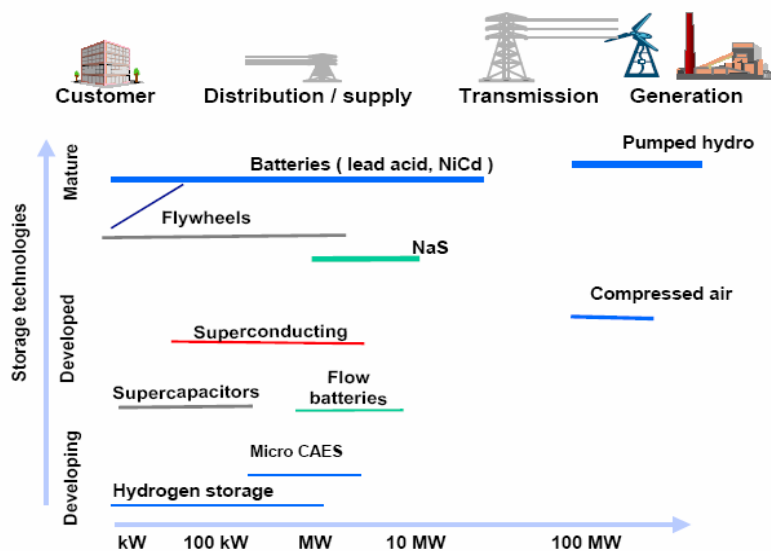 Customer
Distribution / supply
Transmission
Generation
Storage technologies
Mature
Developed
Developing
Pumped hydro
Batteries ( lead acid, NiCd )
Flywheels
NaS
Compressed air
Superconducting
Supercapacitors
Flow
batteries
Micro CAES
Hydrogen storage
kW
100 kW
MW
10 MW
100 MW